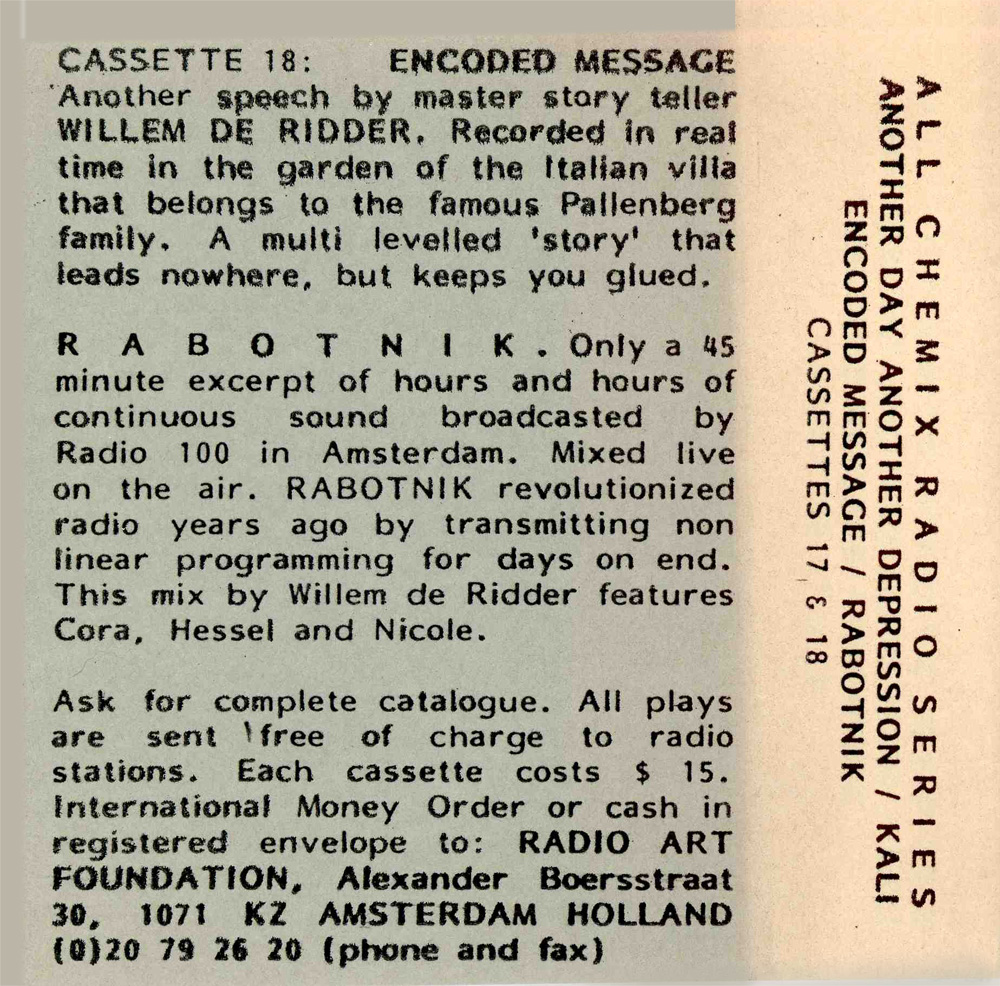 CASSETTE 18: ENCODED MESSAGE
Another speech by master story teller
WILLEM DE RIDDER. Recorded in real
time in the garden of the Italian villa
that belongs to the famous Pallenberg
family. A multi levelled 'story' that
leads nowhere, but keeps you glued.
R A B O T N I K . Only a 45
minute excerpt of hours and hours of
continuous sound broadcasted by
Radio 100 in Amsterdam. Mixed live
on the air. RABOTNIK revolutionized
radio years ago by transmitting non
linear programming for days on end.
This mix by Willem de Ridder features
Cora, Hessel and Nicole.
Ask for complete catalogue. All plays
are sent free of charge to radio
stations. Each cassette costs $ 15.
International Money Order or cash in
registered envelope to: RADIO ART
FOUNDATION, Alexander Boersstraat
30, 1071 KZ AMSTERDAM HOLLAND
(0)20 79 26 20 (phone and fax)
A L L C H E M I X R A D I O S E R I E S
ANOTHER DAY ANOTHER DEPRESSION / KALI
ENCODED MESSAGE / RABOTNIK
CASSETTES 17 & 18